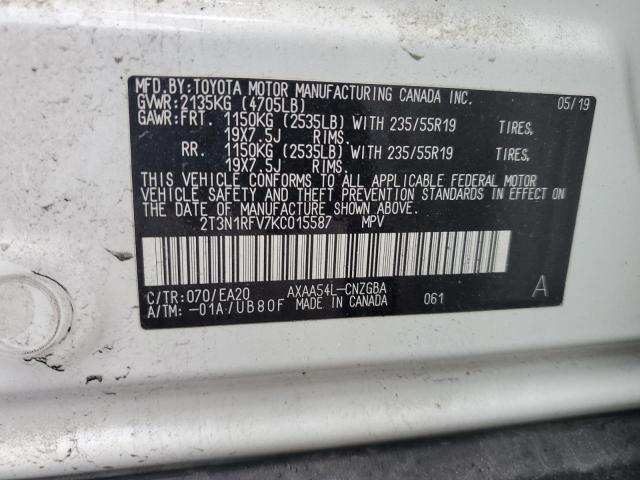 MFD.BY:TOYOTA MOTOR MANUFACTURING CANADA INC.
GVWR:2135KG (4705LB) 05/19
GAWR:FRT. 1150KG (2535LB) WITH 235/55R19 TIRES,
19X7.5J RIMS.
RR. 1150KG (2535LB) WITH 235/55R19 TIRES,
19X7.5J RIMS.
THIS VEHICLE CONFORMS TO ALL APPLICABLE FEDERAL MOTOR
VEHICLE SAFETY AND THEFT PREVENTION STANDARDS IN EFFECT ON
THE DATE OF MANUFACTURE SHOWN ABOVE.
2T3N1RFV7KC015587 MPV
C/TR:070/EA20 AXAA54L-CNZGBA A
A/TM:-01A/UB80F MADE IN CANADA 061